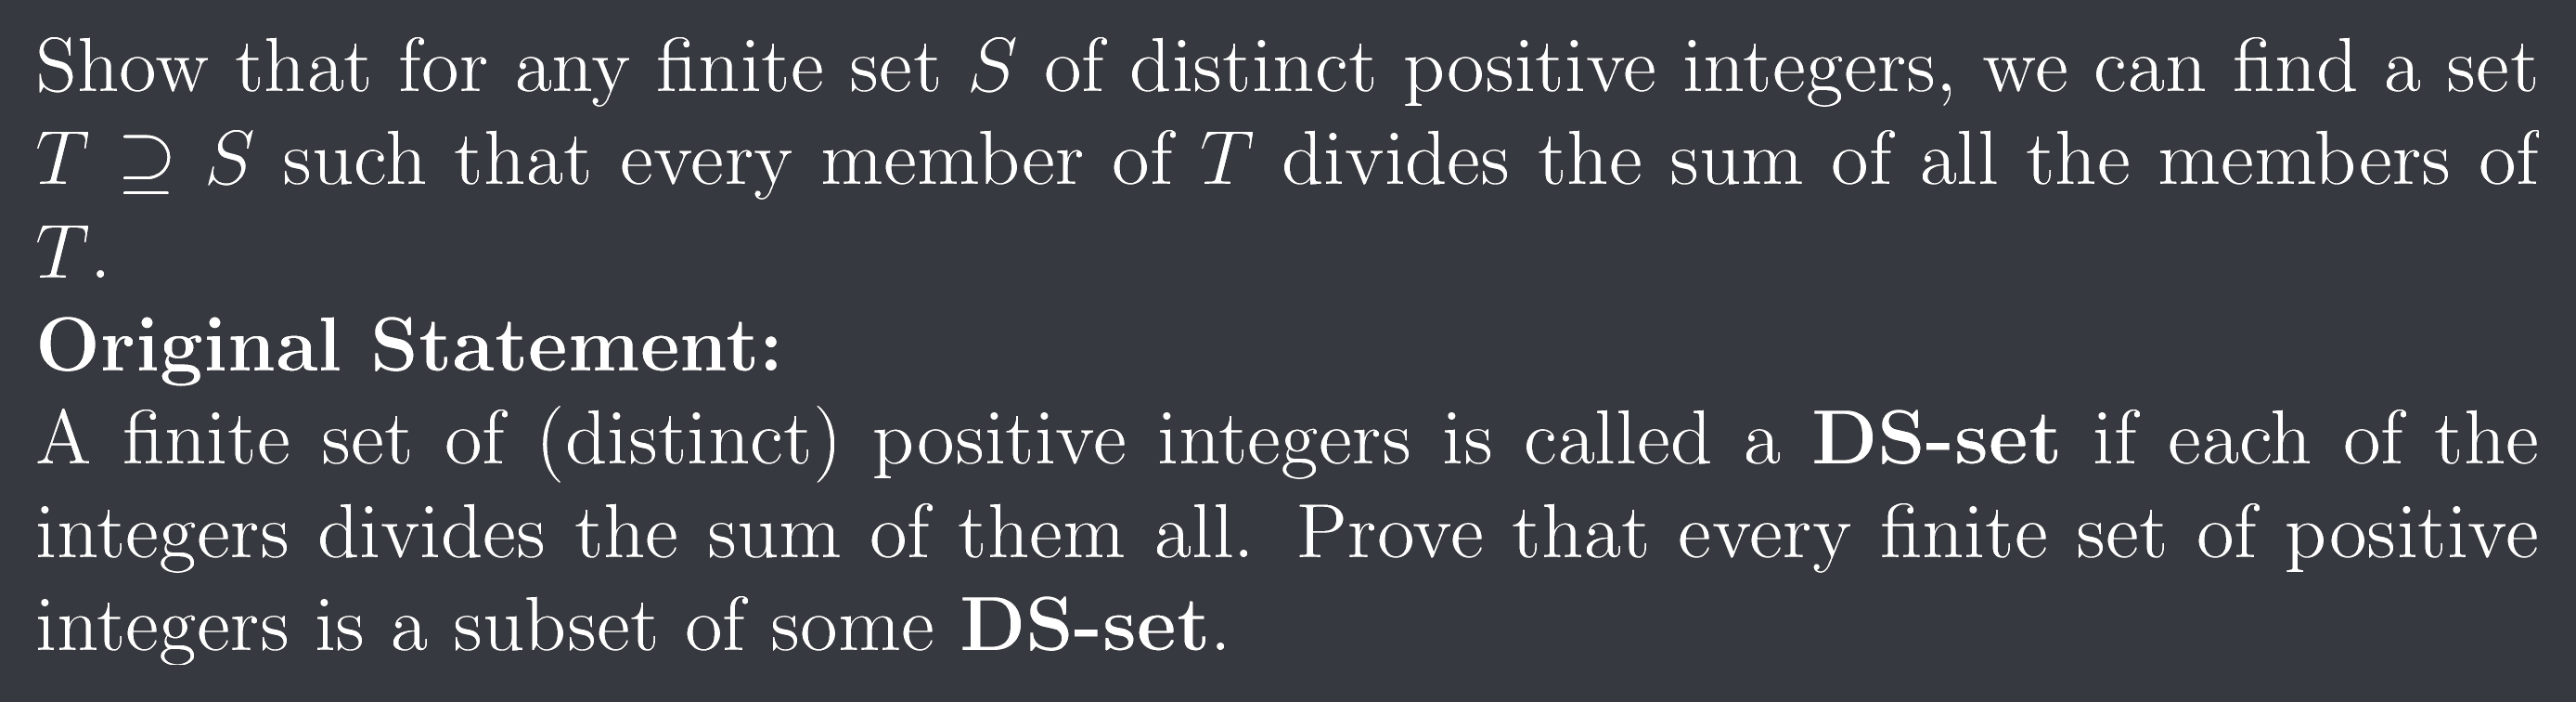 Show that for any finite set S of distinct positive integers, we can find a set
T ⊇ S such that every member of T divides the sum of all the members of
T.
Original Statement:
A finite set of (distinct) positive integers is called a DS-set if each of the
integers divides the sum of them all. Prove that every finite set of positive
integers is a subset of some DS-set.